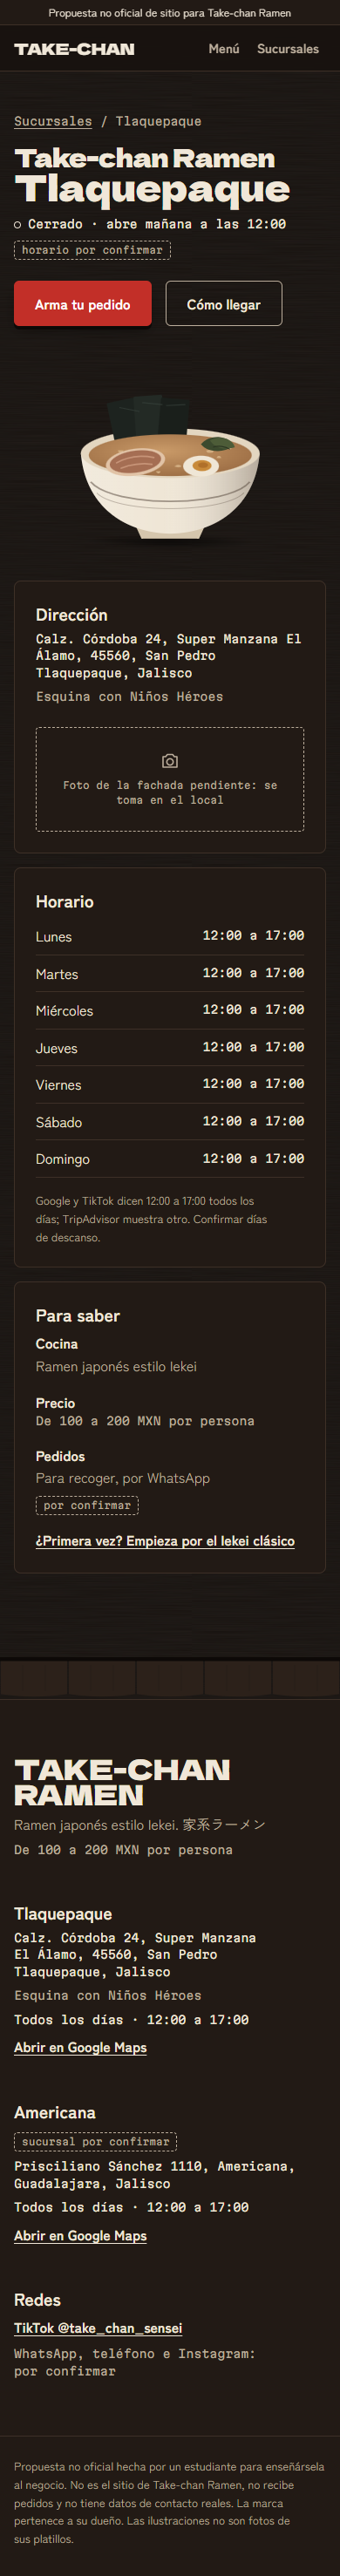 Propuesta no oficial de sitio para Take-chan Ramen
TAKE-CHAN
Menú
Sucursales
Sucursales / Tlaquepaque
Take-chan Ramen
Tlaquepaque
Cerrado · abre mañana a las 12:00
horario por confirmar
Arma tu pedido
Cómo llegar
Dirección
Calz. Córdoba 24, Super Manzana El
Álamo, 45560, San Pedro
Tlaquepaque, Jalisco
Esquina con Niños Héroes
Foto de la fachada pendiente: se
toma en el local
Horario
Lunes 12:00 a 17:00
Martes 12:00 a 17:00
Miércoles 12:00 a 17:00
Jueves 12:00 a 17:00
Viernes 12:00 a 17:00
Sábado 12:00 a 17:00
Domingo 12:00 a 17:00
Google y TikTok dicen 12:00 a 17:00 todos los
días; TripAdvisor muestra otro. Confirmar días
de descanso.
Para saber
Cocina
Ramen japonés estilo Iekei
Precio
De 100 a 200 MXN por persona
Pedidos
Para recoger, por WhatsApp
por confirmar
¿Primera vez? Empieza por el Iekei clásico
TAKE-CHAN
RAMEN
Ramen japonés estilo Iekei. 家系ラーメン
De 100 a 200 MXN por persona
Tlaquepaque
Calz. Córdoba 24, Super Manzana
El Álamo, 45560, San Pedro
Tlaquepaque, Jalisco
Esquina con Niños Héroes
Todos los días · 12:00 a 17:00
Abrir en Google Maps
Americana
sucursal por confirmar
Prisciliano Sánchez 1110, Americana,
Guadalajara, Jalisco
Todos los días · 12:00 a 17:00
Abrir en Google Maps
Redes
TikTok @take_chan_sensei
WhatsApp, teléfono e Instagram:
por confirmar
Propuesta no oficial hecha por un estudiante para enseñársela
al negocio. No es el sitio de Take-chan Ramen, no recibe
pedidos y no tiene datos de contacto reales. La marca
pertenece a su dueño. Las ilustraciones no son fotos de
sus platillos.